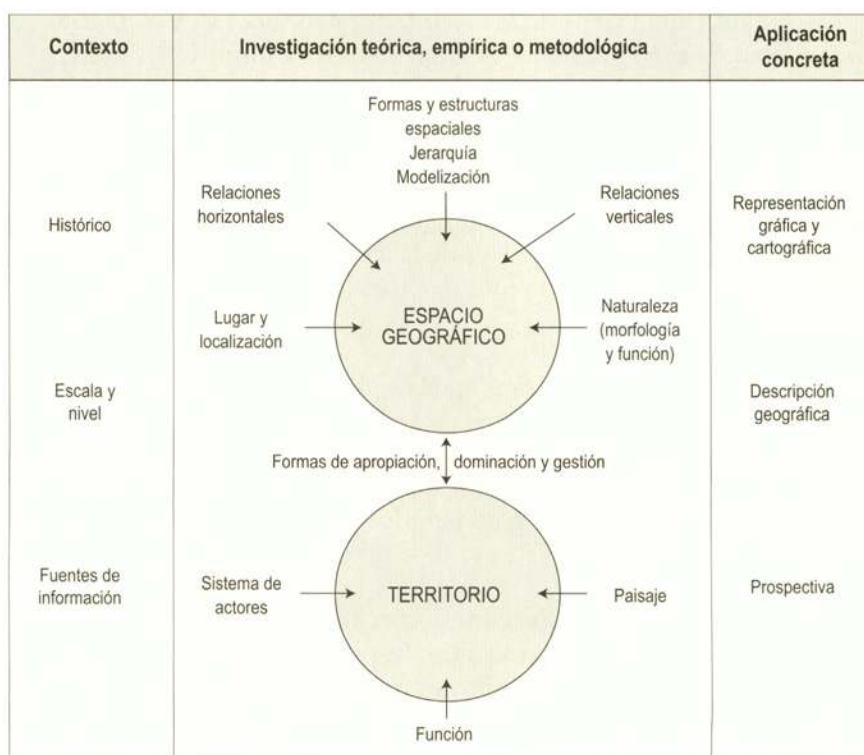 Contexto
Investigación teórica, empírica o metodológica
Aplicación
concreta
Histórico
Escala y
nivel
Fuentes de
información
Formas y estructuras
espaciales
Jerarquía
Modelización
Relaciones
horizontales
Relaciones
verticales
Lugar y
localización
ESPACIO
GEOGRÁFICO
Naturaleza
(morfología
y función)
Formas de apropiación, dominación y gestión
Sistema de
actores
TERRITORIO
Paisaje
Función
Representación
gráfica y
cartográfica
Descripción
geográfica
Prospectiva